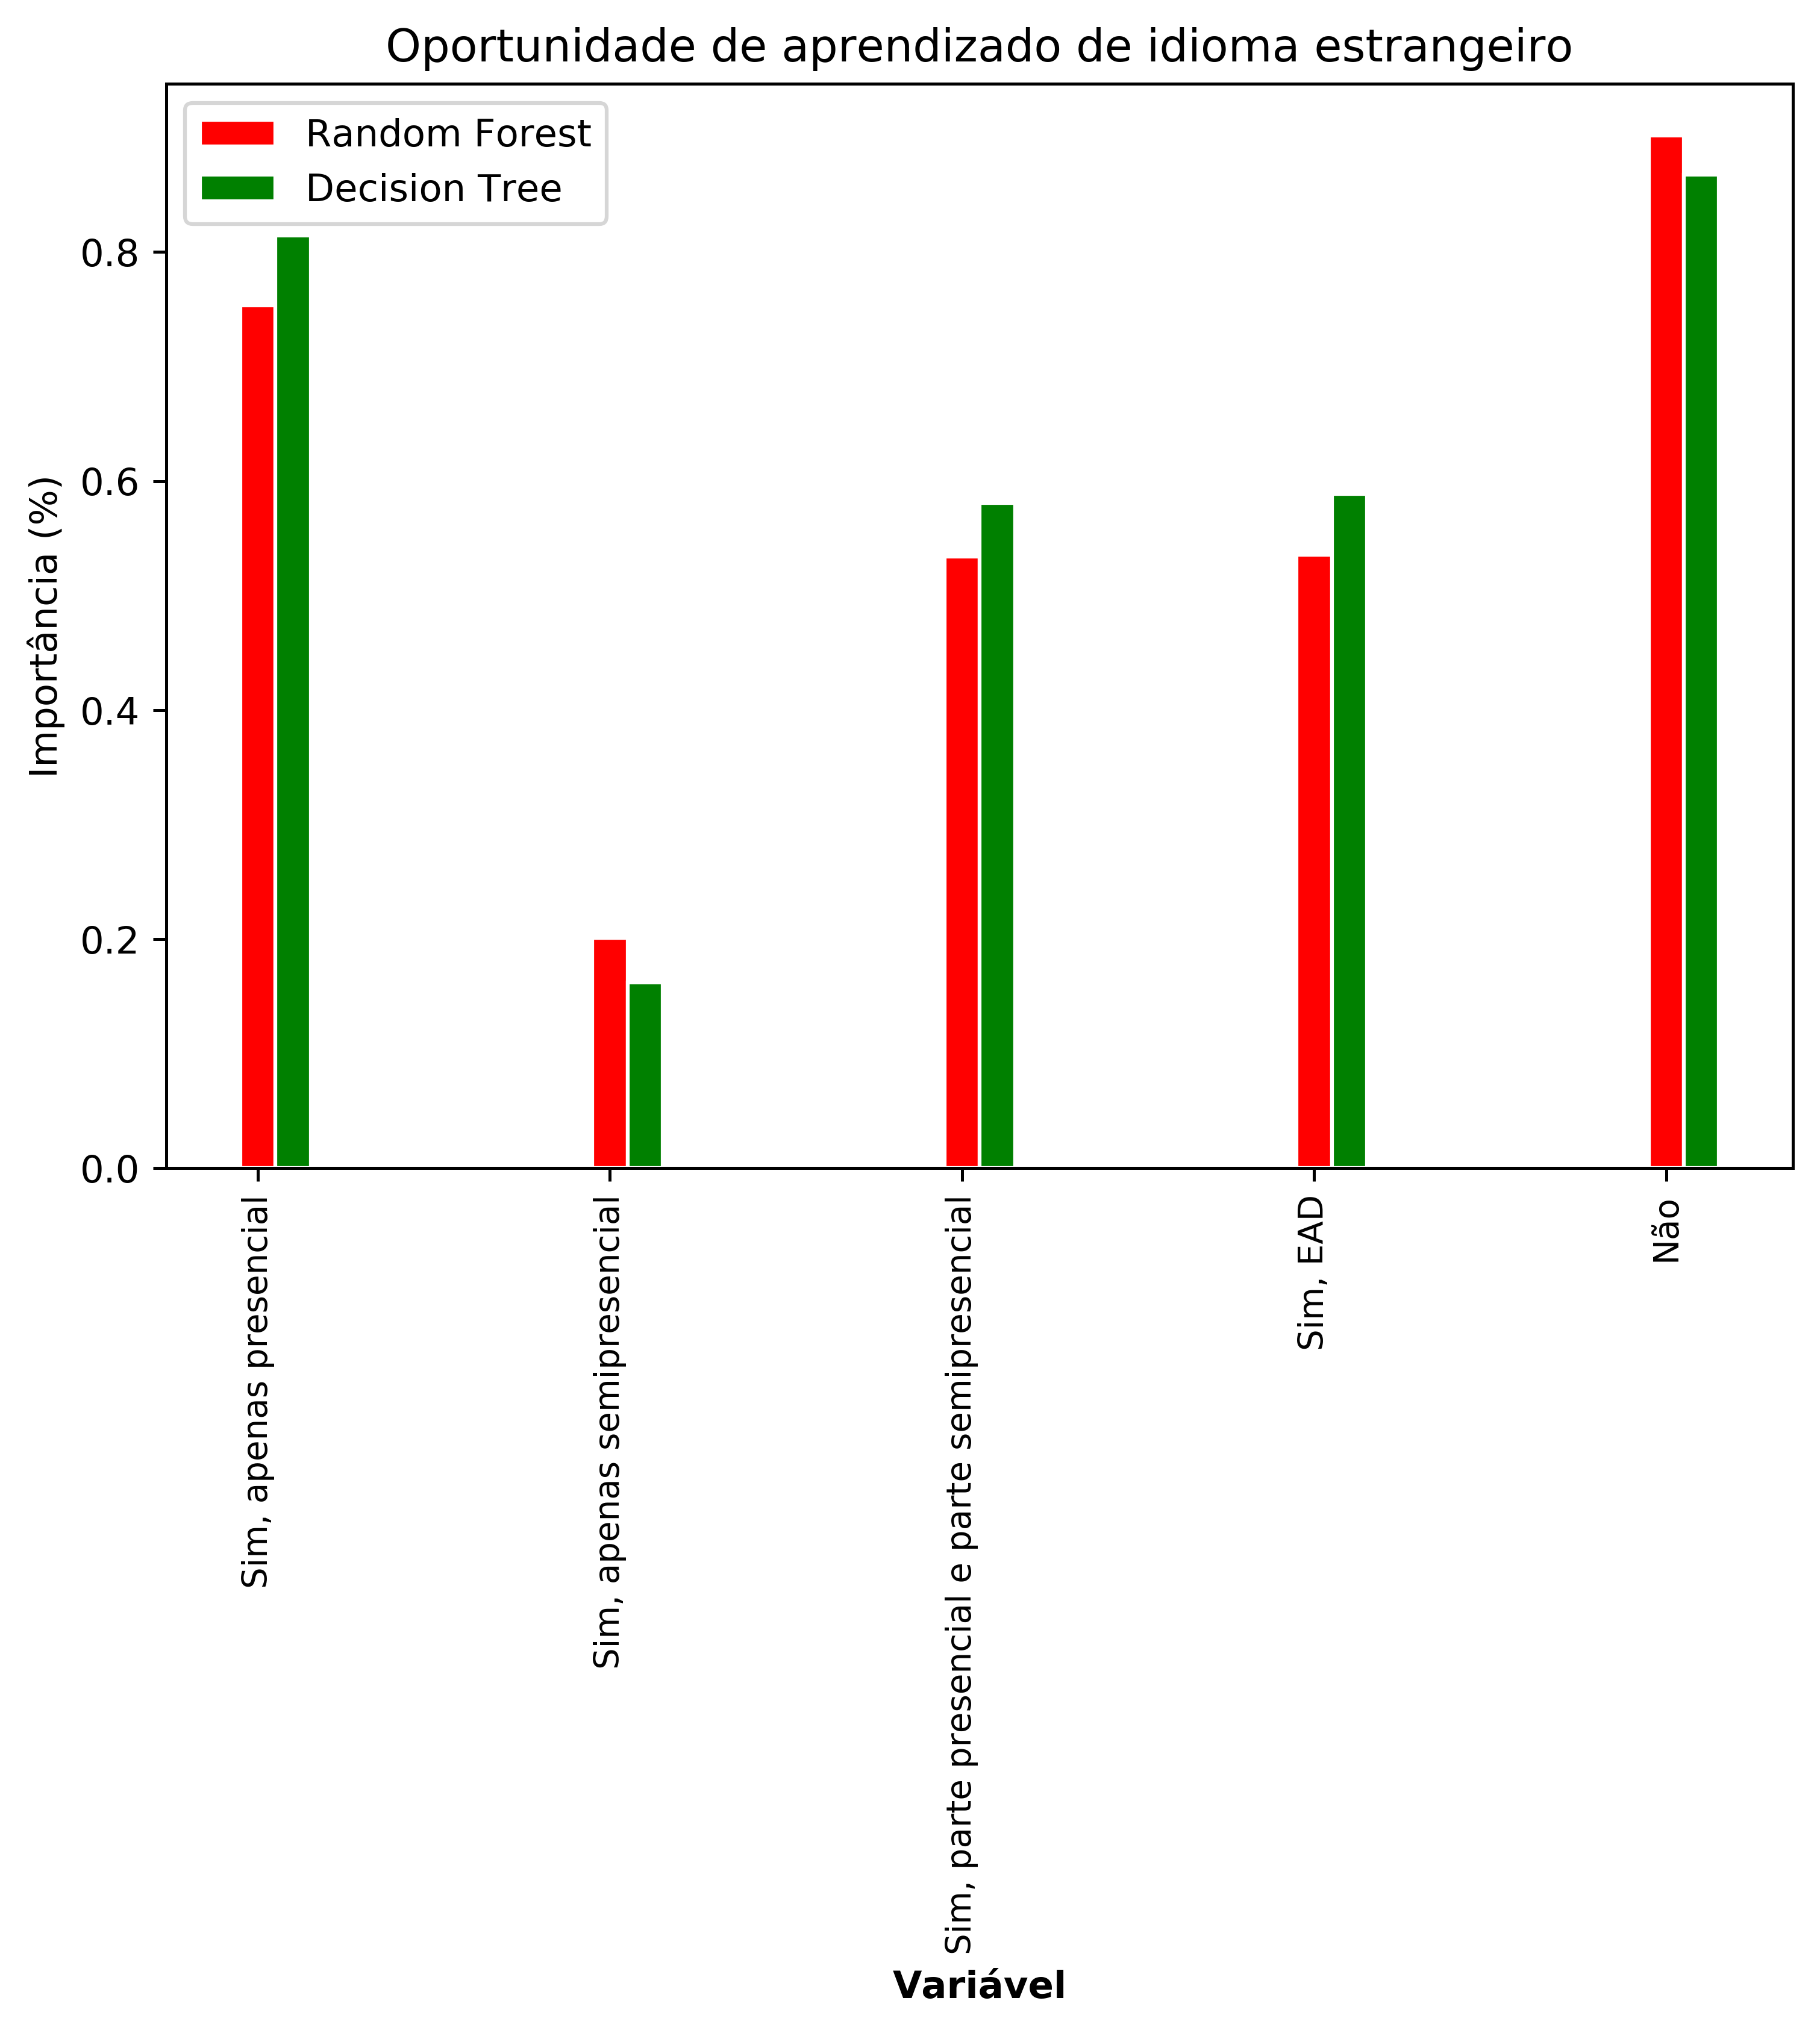 Oportunidade de aprendizado de idioma estrangeiro
Random Forest
Decision Tree
Importância (%)
0.8
0.6
0.4
0.2
0.0
Sim, apenas presencial
Sim, apenas semipresencial
Sim, parte presencial e parte semipresencial
Sim, EAD
Não
Variável